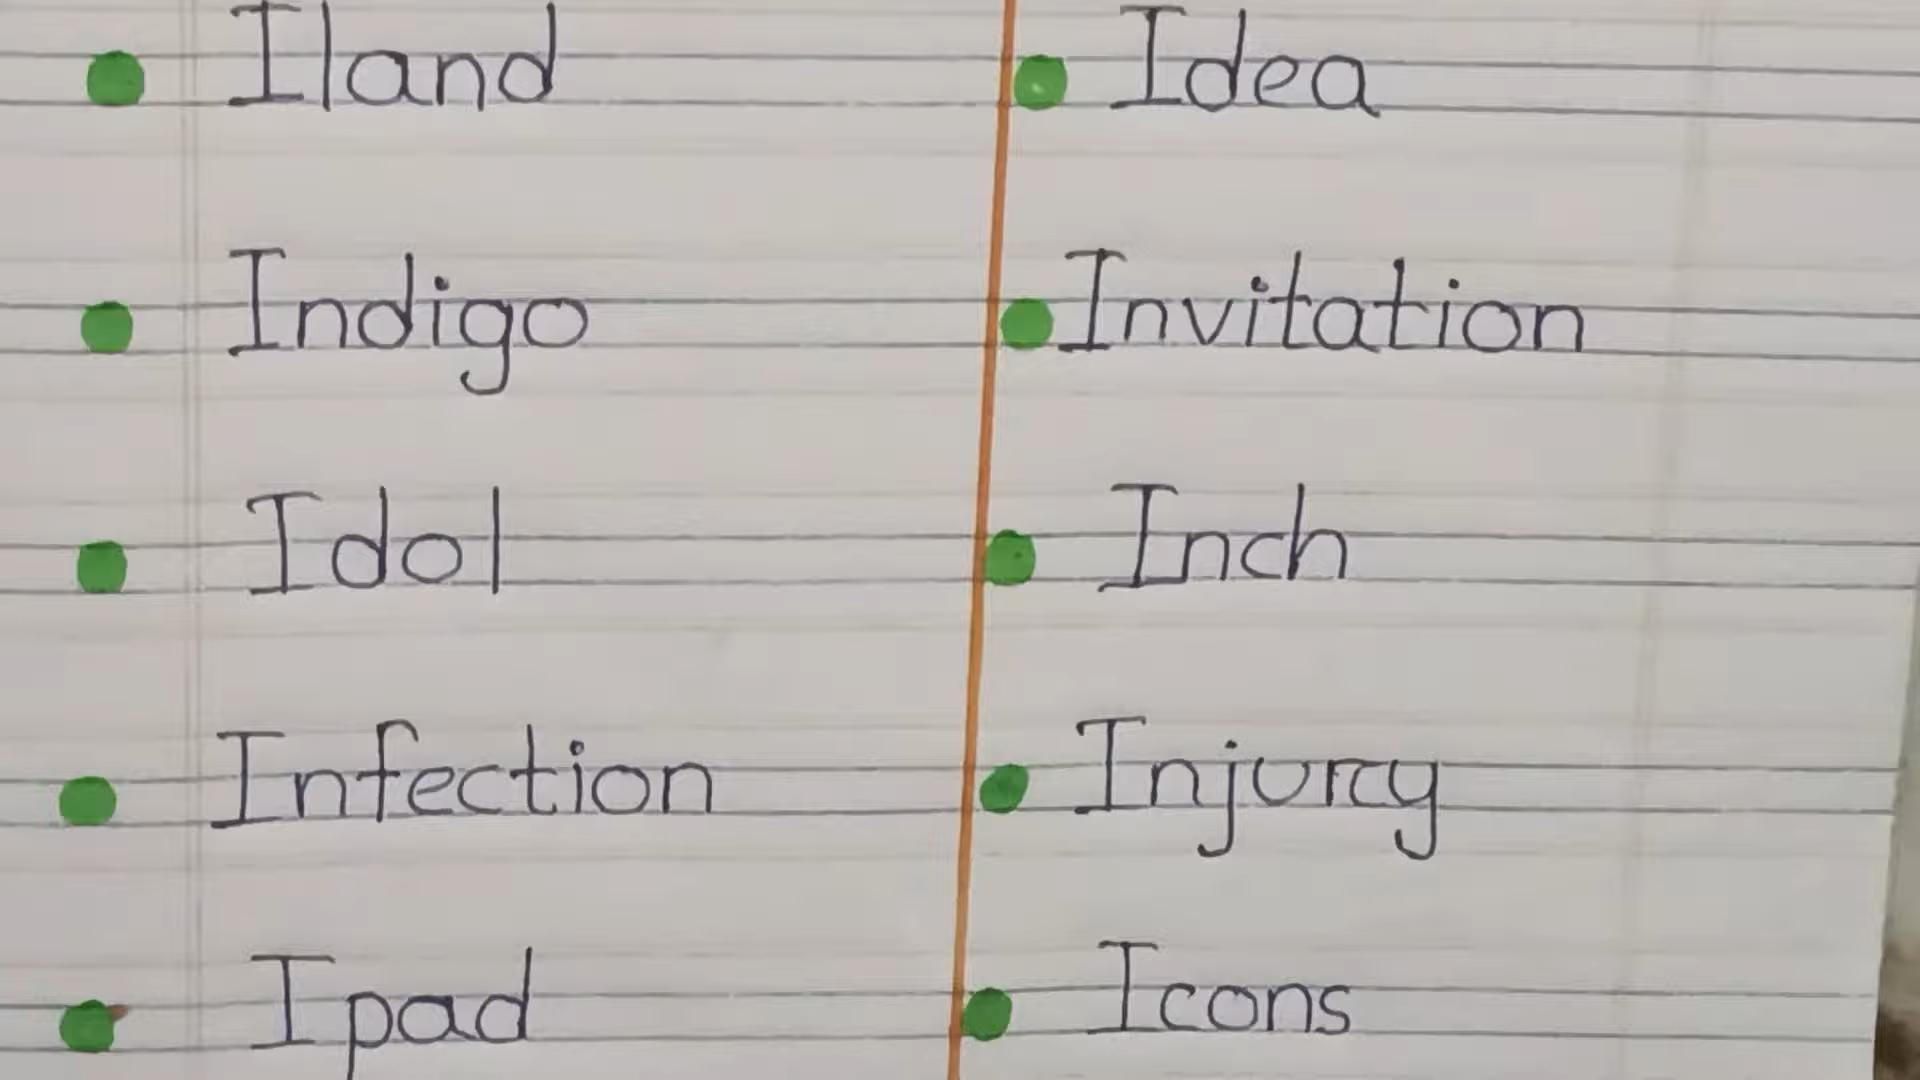 Iland Idea
Indigo Invitation
Idol Inch
Infection Injury
Ipad Icons